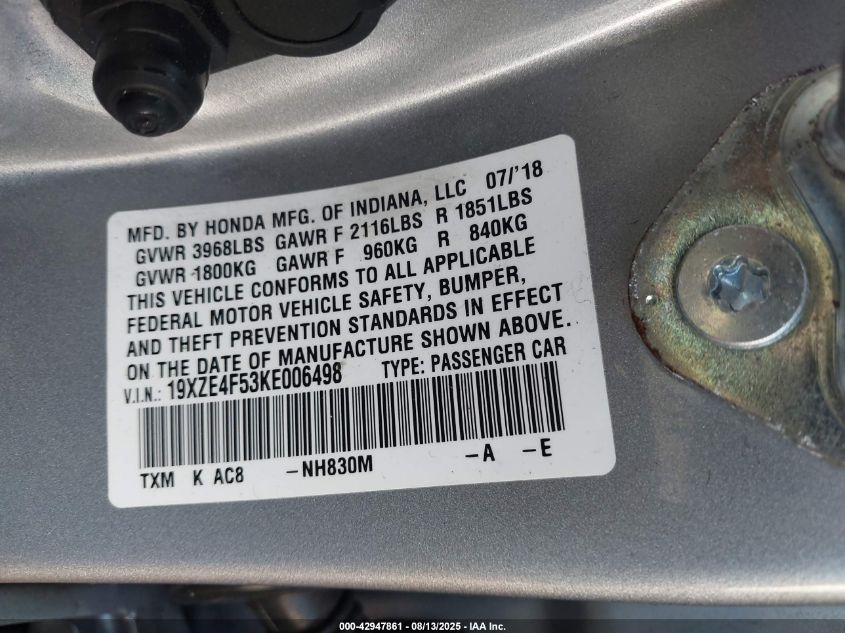 MFD. BY HONDA MFG. OF INDIANA, LLC 07/'18
GVWR 3968LBS GAWR F 2116LBS R 1851LBS
GVWR 1800KG GAWR F 960KG R 840KG
THIS VEHICLE CONFORMS TO ALL APPLICABLE
FEDERAL MOTOR VEHICLE SAFETY, BUMPER,
AND THEFT PREVENTION STANDARDS IN EFFECT
ON THE DATE OF MANUFACTURE SHOWN ABOVE.
V.I.N.: 19XZE4F53KE006498 TYPE: PASSENGER CAR
TXM K AC8 -NH830M -A -E
000-42947861 - 08/13/2025 - IAA Inc.